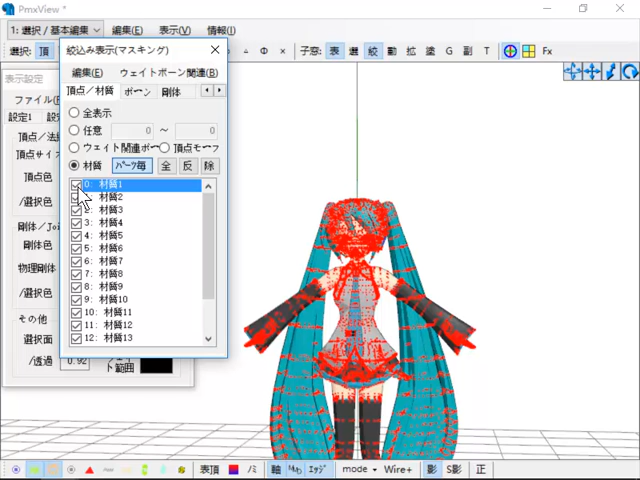 PmxView *
1: 選択 / 基本編集 編集(E) 表示(V) 情報(I)
選択: 頂 Φ × 子窓: 表 選 絞 動 拡 塗 G 副 T Fx
絞込み表示(マスキング)
編集(E) ウェイトボーン関連(B)
頂点/材質 ボーン 剛体
全表示
任意 0 ～ 0
ウェイト関連ボーン 頂点モーフ
材質 パーツ毎 全 反 除
0: 材質1
材質2
2: 材質3
3: 材質4
4: 材質5
5: 材質6
6: 材質7
7: 材質8
8: 材質9
9: 材質10
10: 材質11
11: 材質12
12: 材質13
表示設定
ファイル(F
設定1
頂点/法
頂点サイズ
頂点色
/選択色
剛体/Joi
剛体色
物理剛体
/選択色
その他
選択面
/透過 0.92
ト範囲
表頂 ﾉﾐ 軸 ｴｯｼﾞ mode Wire+ 影 S影 正